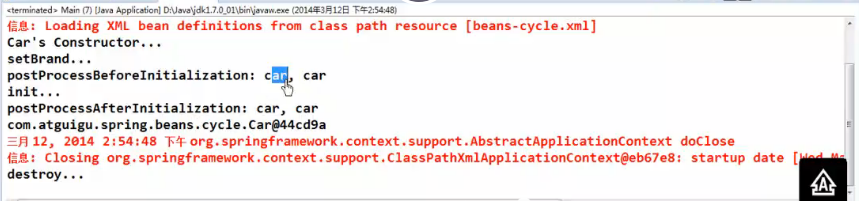 <terminated> Main (7) [Java Application] D:\Java\jdk1.7.0_01\bin\javaw.exe (2014年3月12日 下午2:54:48)
信息: Loading XML bean definitions from class path resource [beans-cycle.xml]
Car's Constructor...
setBrand...
postProcessBeforeInitialization: car, car
init...
postProcessAfterInitialization: car, car
com.atguigu.spring.beans.cycle.Car@44cd9a
三月 12, 2014 2:54:48 下午 org.springframework.context.support.AbstractApplicationContext doClose
信息: Closing org.springframework.context.support.ClassPathXmlApplicationContext@eb67e8: startup date [Wed
destroy...